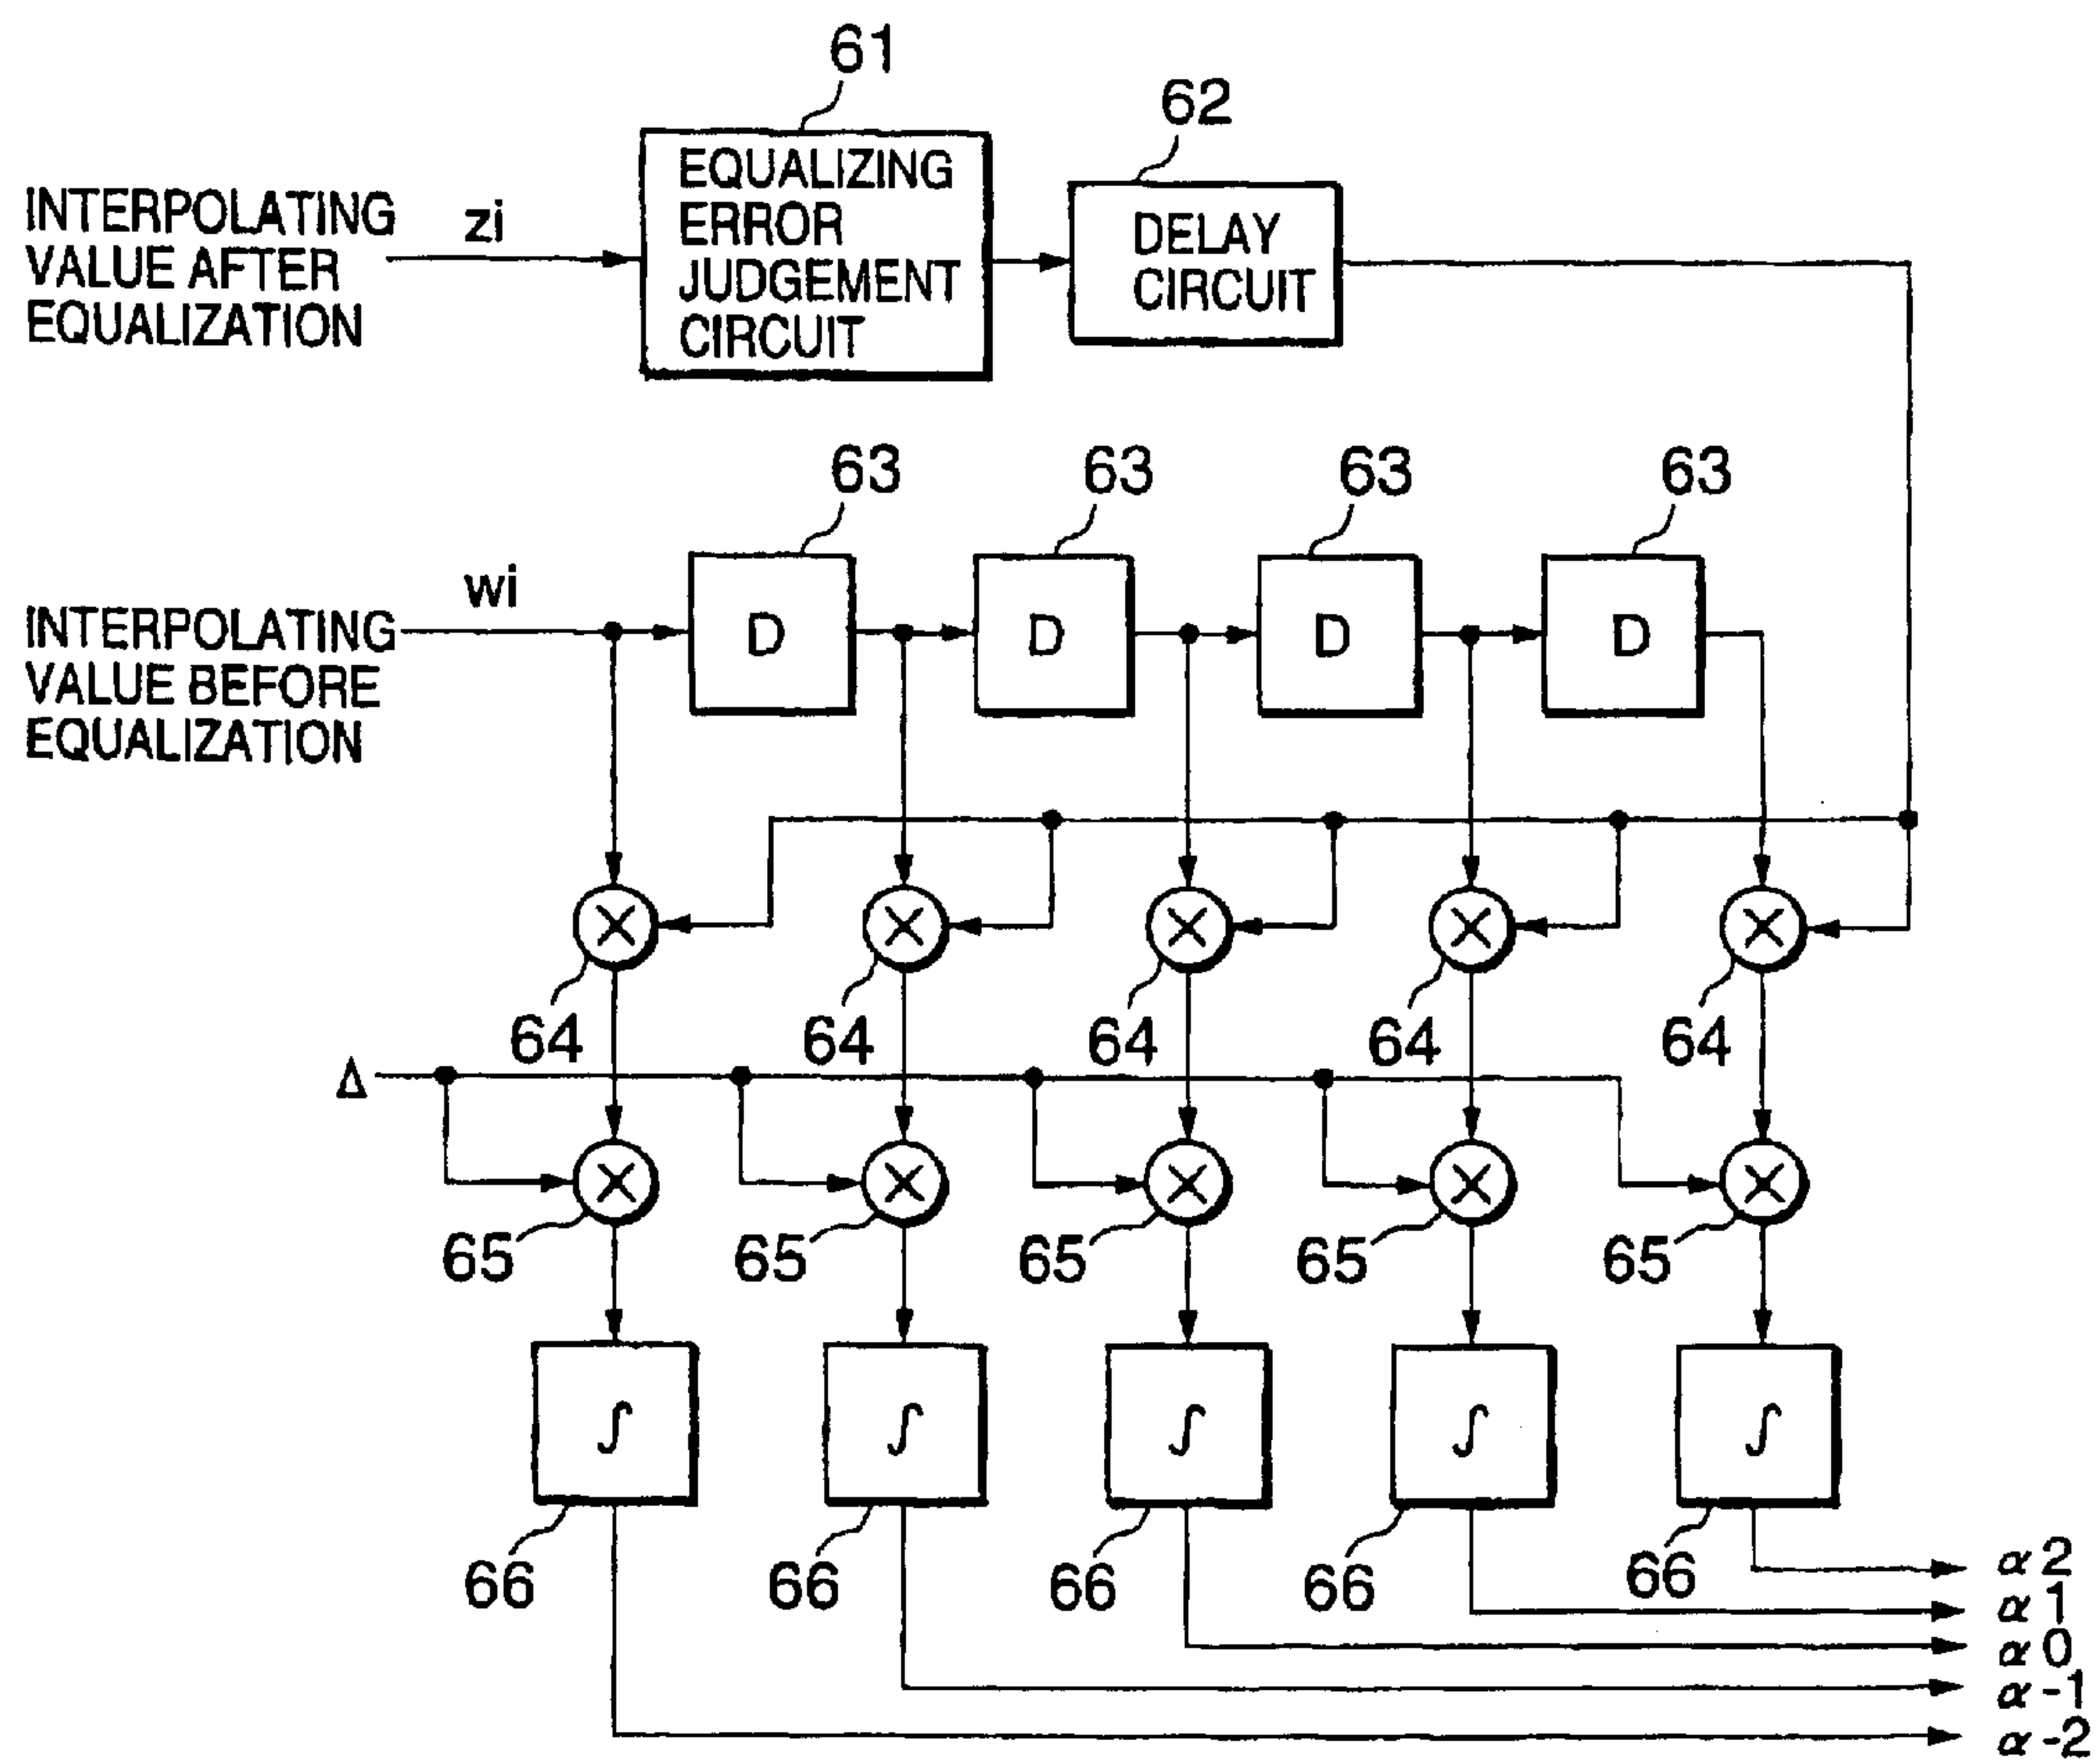 61
62
EQUALIZING
ERROR
JUDGEMENT
CIRCUIT
DELAY
CIRCUIT
INTERPOLATING
VALUE AFTER
EQUALIZATION
zi
63 63 63 63
wi
INTERPOLATING
VALUE BEFORE
EQUALIZATION
D D D D
64 64 64 64 64
Δ
65 65 65 65 65
∫ ∫ ∫ ∫ ∫
66 66 66 66 66
α2
α1
α0
α-1
α-2